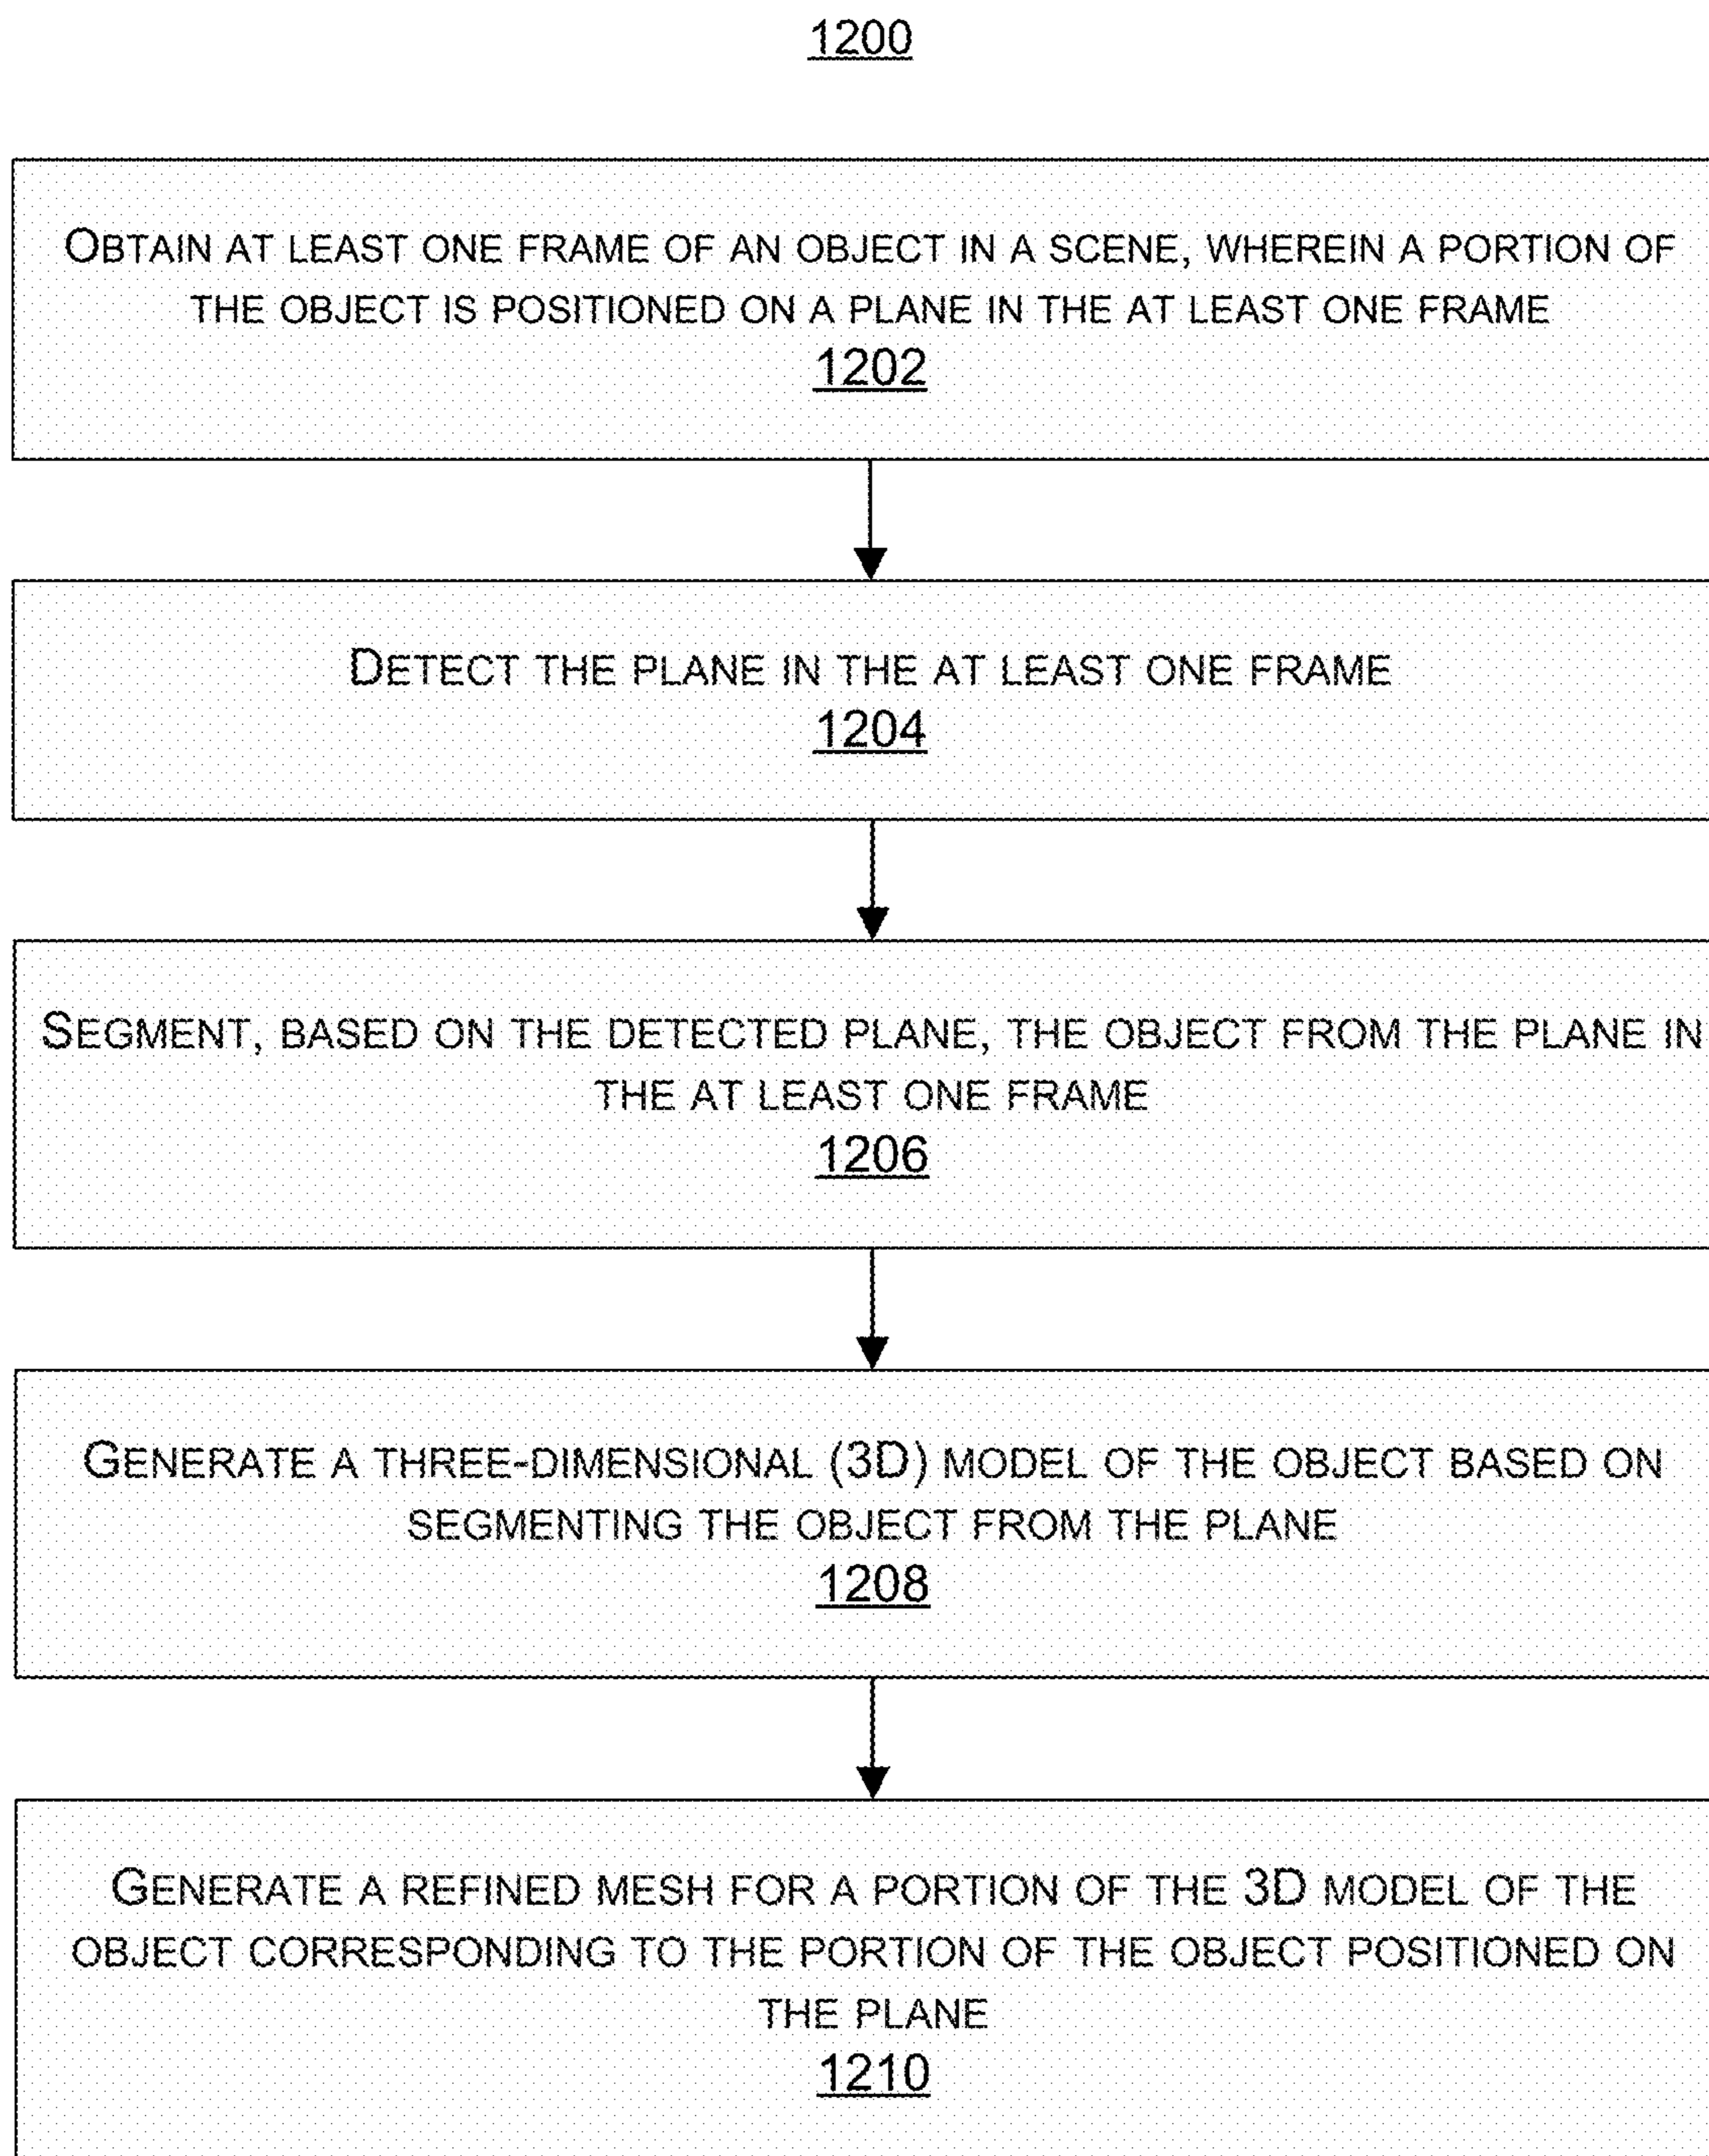 1200
OBTAIN AT LEAST ONE FRAME OF AN OBJECT IN A SCENE, WHEREIN A PORTION OF
THE OBJECT IS POSITIONED ON A PLANE IN THE AT LEAST ONE FRAME
1202
DETECT THE PLANE IN THE AT LEAST ONE FRAME
1204
SEGMENT, BASED ON THE DETECTED PLANE, THE OBJECT FROM THE PLANE IN
THE AT LEAST ONE FRAME
1206
GENERATE A THREE-DIMENSIONAL (3D) MODEL OF THE OBJECT BASED ON
SEGMENTING THE OBJECT FROM THE PLANE
1208
GENERATE A REFINED MESH FOR A PORTION OF THE 3D MODEL OF THE
OBJECT CORRESPONDING TO THE PORTION OF THE OBJECT POSITIONED ON
THE PLANE
1210